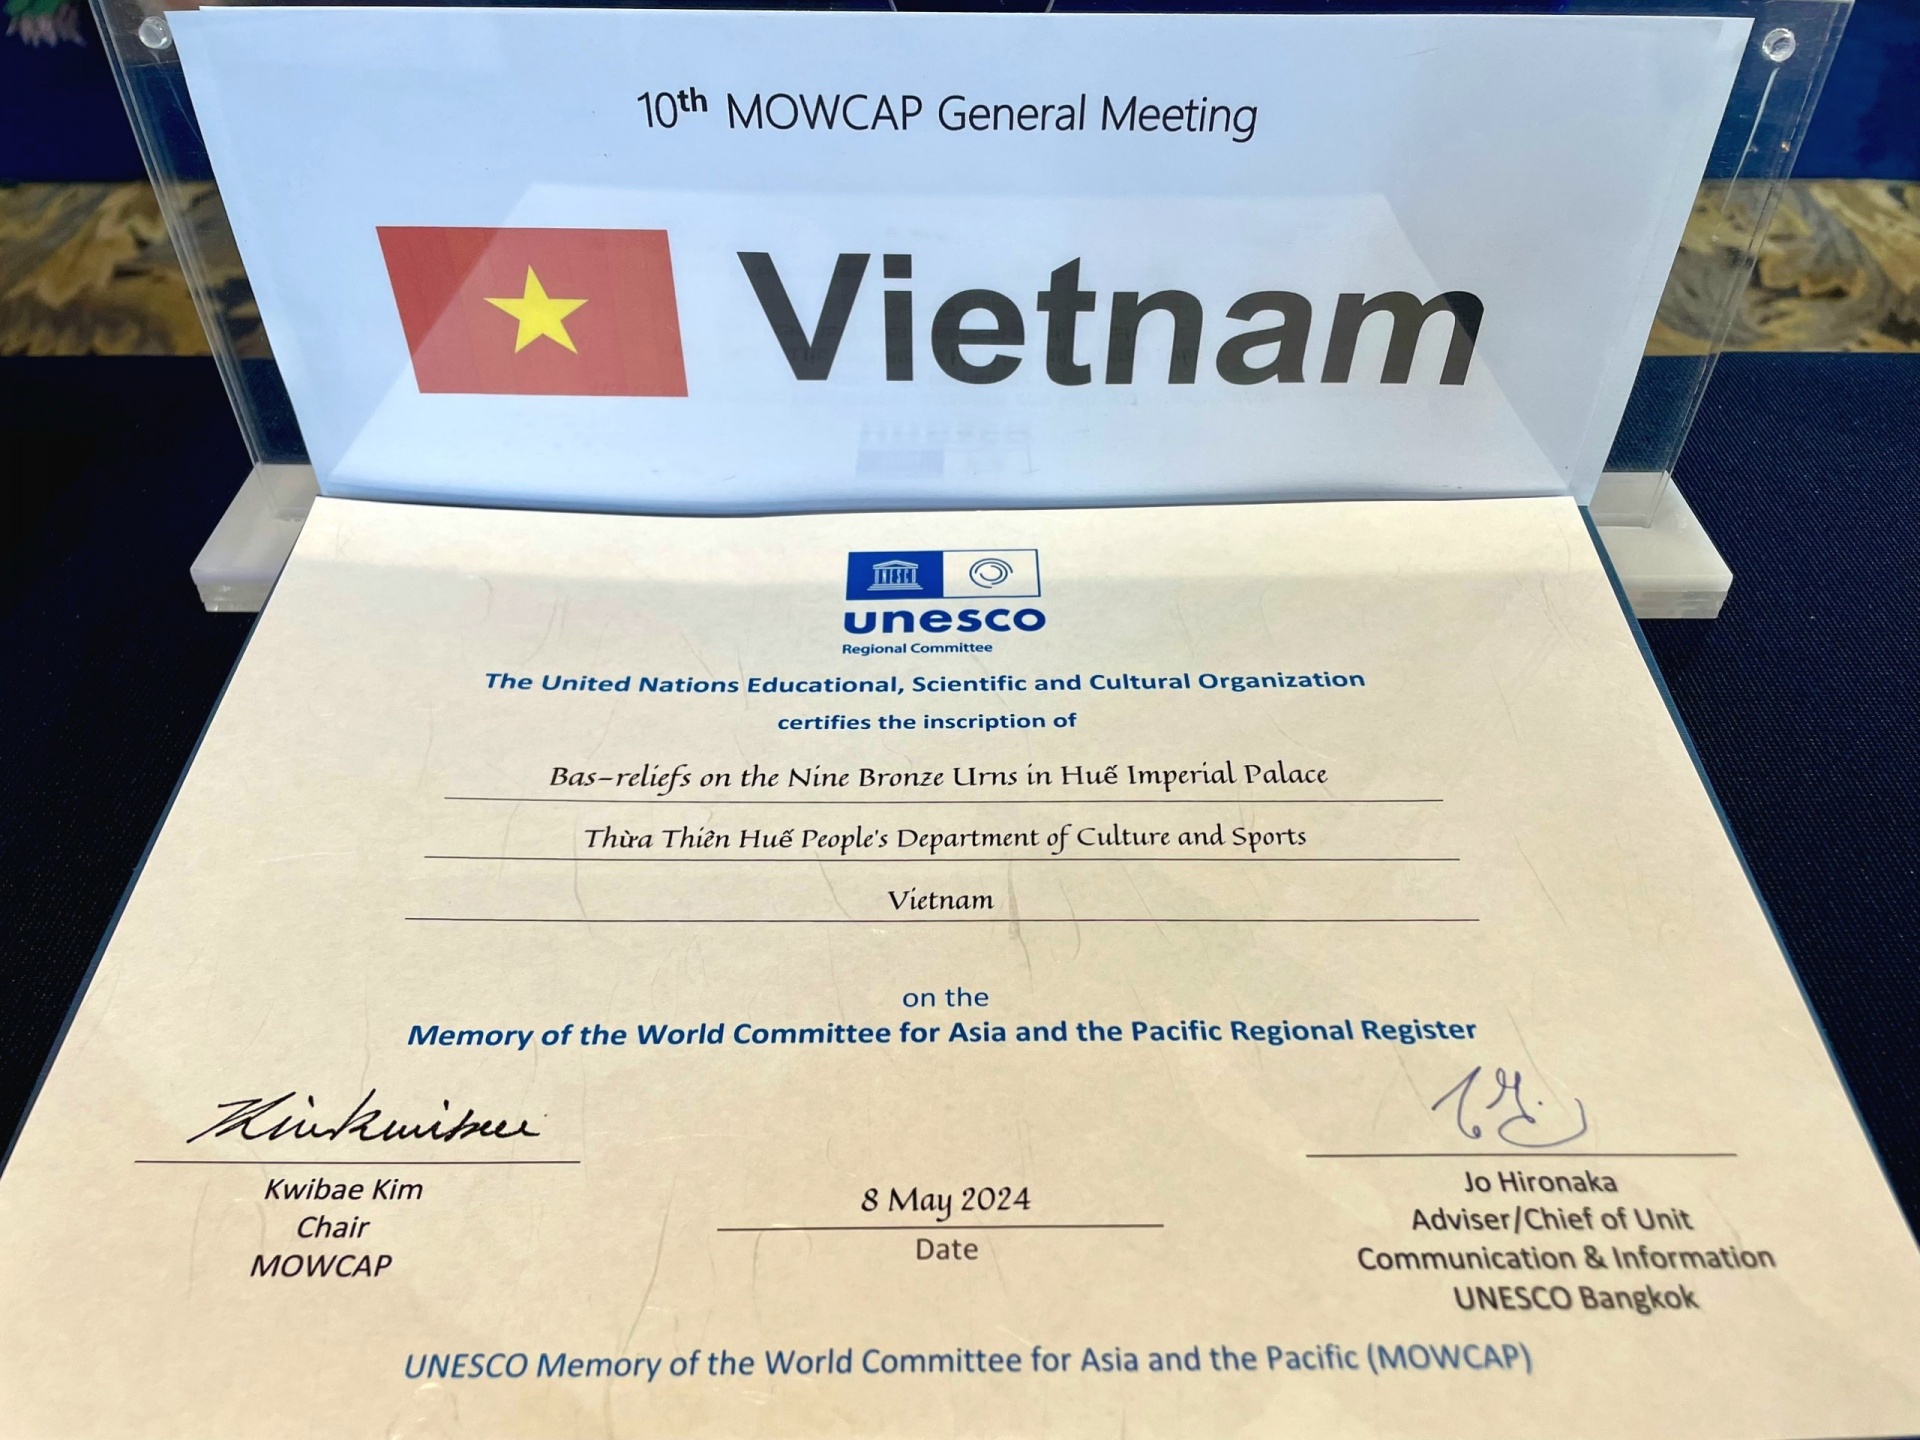 10th MOWCAP General Meeting
Vietnam
UNESCO
unesco
Regional Committee
The United Nations Educational, Scientific and Cultural Organization
certifies the inscription of
Bas-reliefs on the Nine Bronze Urns in Huế Imperial Palace
Thừa Thiên Huế People's Department of Culture and Sports
Vietnam
on the
Memory of the World Committee for Asia and the Pacific Regional Register
Kwibae Kim
Chair
MOWCAP
8 May 2024
Date
Jo Hironaka
Adviser/Chief of Unit
Communication & Information
UNESCO Bangkok
UNESCO Memory of the World Committee for Asia and the Pacific (MOWCAP)